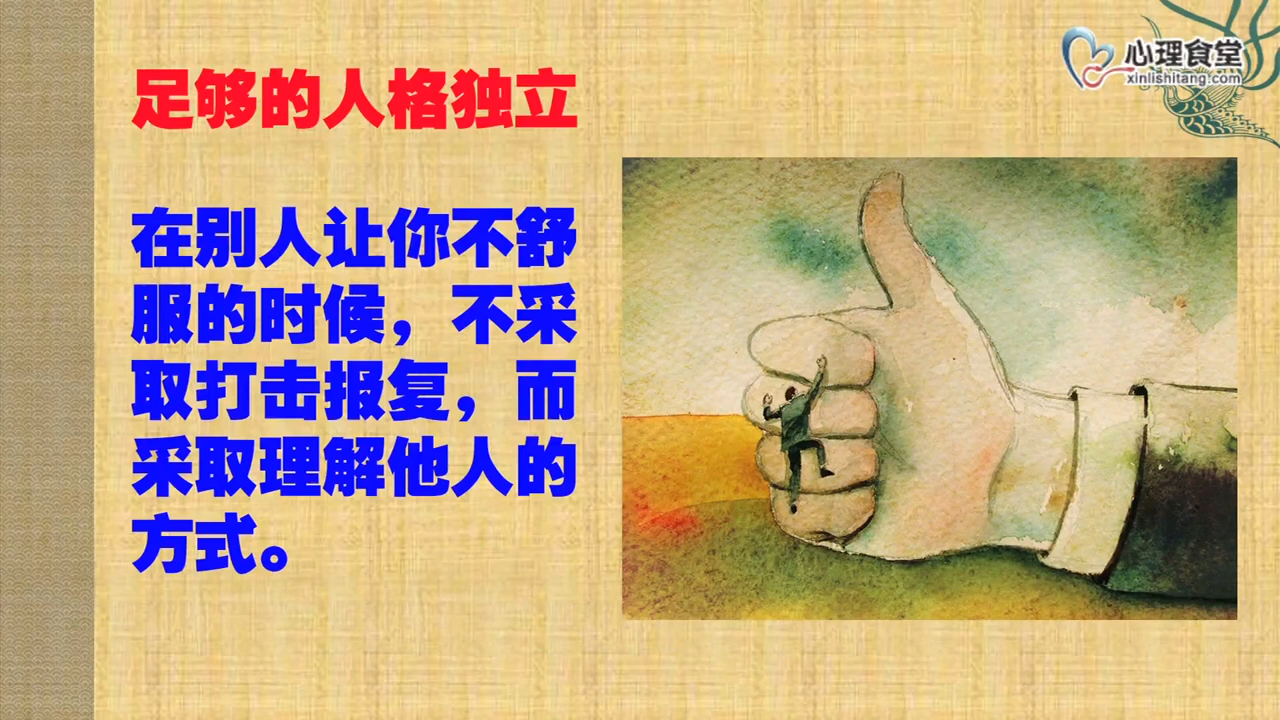 心理食堂
xinlishitang.com
足够的人格独立
在别人让你不舒
服的时候，不采
取打击报复，而
采取理解他人的
方式。